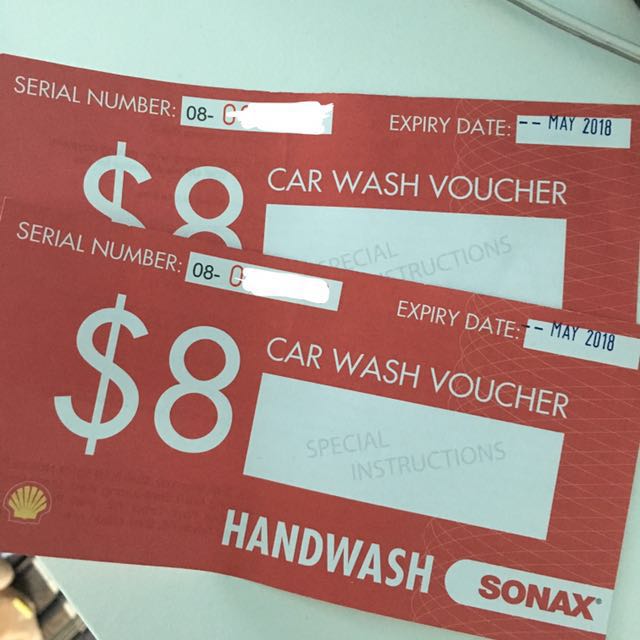 SERIAL NUMBER: 08-
EXPIRY DATE: -- MAY 2018
$8
CAR WASH VOUCHER
SPECIAL
INSTRUCTIONS
SERIAL NUMBER: 08-
EXPIRY DATE: -- MAY 2018
$8
CAR WASH VOUCHER
SPECIAL
INSTRUCTIONS
HANDWASH
SONAX